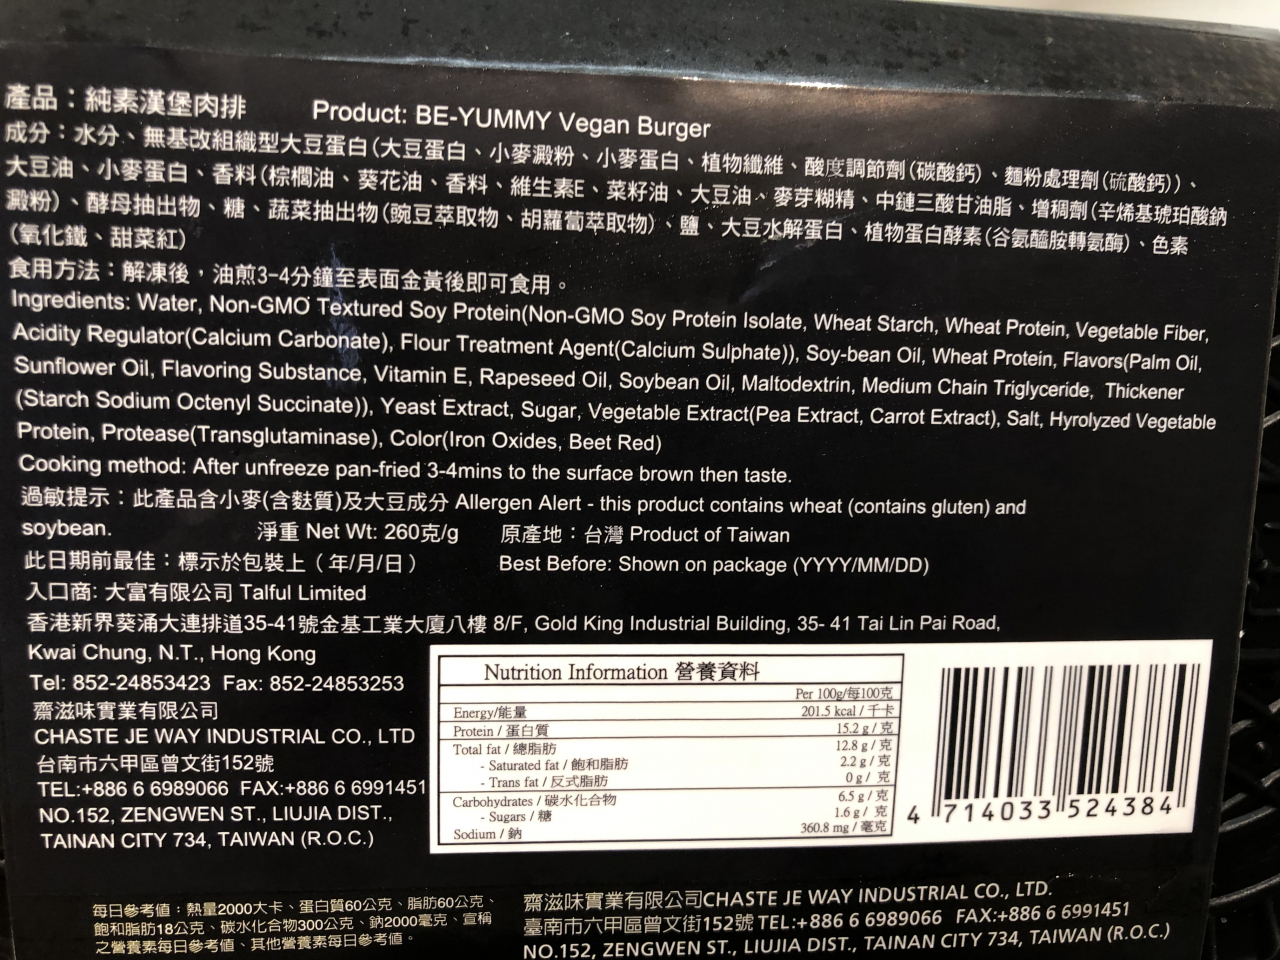 產品：純素漢堡肉排 Product: BE-YUMMY Vegan Burger
成分：水分、無基改組織型大豆蛋白(大豆蛋白、小麥澱粉、小麥蛋白、植物纖維、酸度調節劑(碳酸鈣)、麵粉處理劑(硫酸鈣))、
大豆油、小麥蛋白、香料(棕櫚油、葵花油、香料、維生素E、菜籽油、大豆油、麥芽糊精、中鏈三酸甘油脂、增稠劑(辛烯基琥珀酸鈉
澱粉)、酵母抽出物、糖、蔬菜抽出物(豌豆萃取物、胡蘿蔔萃取物)、鹽、大豆水解蛋白、植物蛋白酵素(谷氨醯胺轉氨酶)、色素
(氧化鐵、甜菜紅)
食用方法：解凍後，油煎3-4分鐘至表面金黃後即可食用。
Ingredients: Water, Non-GMO Textured Soy Protein(Non-GMO Soy Protein Isolate, Wheat Starch, Wheat Protein, Vegetable Fiber,
Acidity Regulator(Calcium Carbonate), Flour Treatment Agent(Calcium Sulphate)), Soy-bean Oil, Wheat Protein, Flavors(Palm Oil,
Sunflower Oil, Flavoring Substance, Vitamin E, Rapeseed Oil, Soybean Oil, Maltodextrin, Medium Chain Triglyceride, Thickener
(Starch Sodium Octenyl Succinate)), Yeast Extract, Sugar, Vegetable Extract(Pea Extract, Carrot Extract), Salt, Hyrolyzed Vegetable
Protein, Protease(Transglutaminase), Color(Iron Oxides, Beet Red)
Cooking method: After unfreeze pan-fried 3-4mins to the surface brown then taste.
過敏提示：此產品含小麥(含麩質)及大豆成分 Allergen Alert - this product contains wheat (contains gluten) and
soybean. 淨重 Net Wt: 260克/g 原產地：台灣 Product of Taiwan
此日期前最佳：標示於包裝上（年/月/日） Best Before: Shown on package (YYYY/MM/DD)
入口商: 大富有限公司 Talful Limited
香港新界葵涌大連排道35-41號金基工業大廈八樓 8/F, Gold King Industrial Building, 35- 41 Tai Lin Pai Road,
Kwai Chung, N.T., Hong Kong
Tel: 852-24853423 Fax: 852-24853253
齋滋味實業有限公司
CHASTE JE WAY INDUSTRIAL CO., LTD
台南市六甲區曾文街152號
TEL:+886 6 6989066 FAX:+886 6 6991451
NO.152, ZENGWEN ST., LIUJIA DIST.,
TAINAN CITY 734, TAIWAN (R.O.C.)
Nutrition Information 營養資料
Per 100g/每100克
Energy/能量 201.5 kcal / 千卡
Protein / 蛋白質 15.2 g / 克
Total fat / 總脂肪 12.8 g / 克
- Saturated fat / 飽和脂肪 2.2 g / 克
- Trans fat / 反式脂肪 0 g / 克
Carbohydrates / 碳水化合物 6.5 g / 克
- Sugars / 糖 1.6 g / 克
Sodium / 鈉 360.8 mg / 毫克
4 714033 524384
每日參考值：熱量2000大卡、蛋白質60公克、脂肪60公克、
飽和脂肪18公克、碳水化合物300公克、鈉2000毫克、宣稱
之營養素每日參考值、其他營養素每日參考值。
齋滋味實業有限公司CHASTE JE WAY INDUSTRIAL CO., LTD.
臺南市六甲區曾文街152號 TEL:+886 6 6989066 FAX:+886 6 6991451
NO.152, ZENGWEN ST., LIUJIA DIST., TAINAN CITY 734, TAIWAN (R.O.C.)